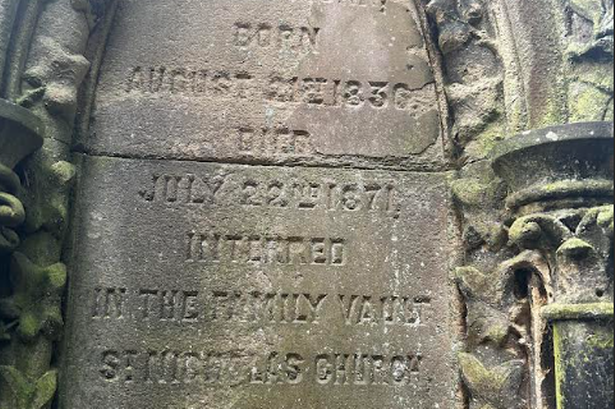 BORN
AUGUST 21ST 1836.
DIED
JULY 22ND 1871,
INTERRED
IN THE FAMILY VAULT
ST NICHOLAS CHURCH.